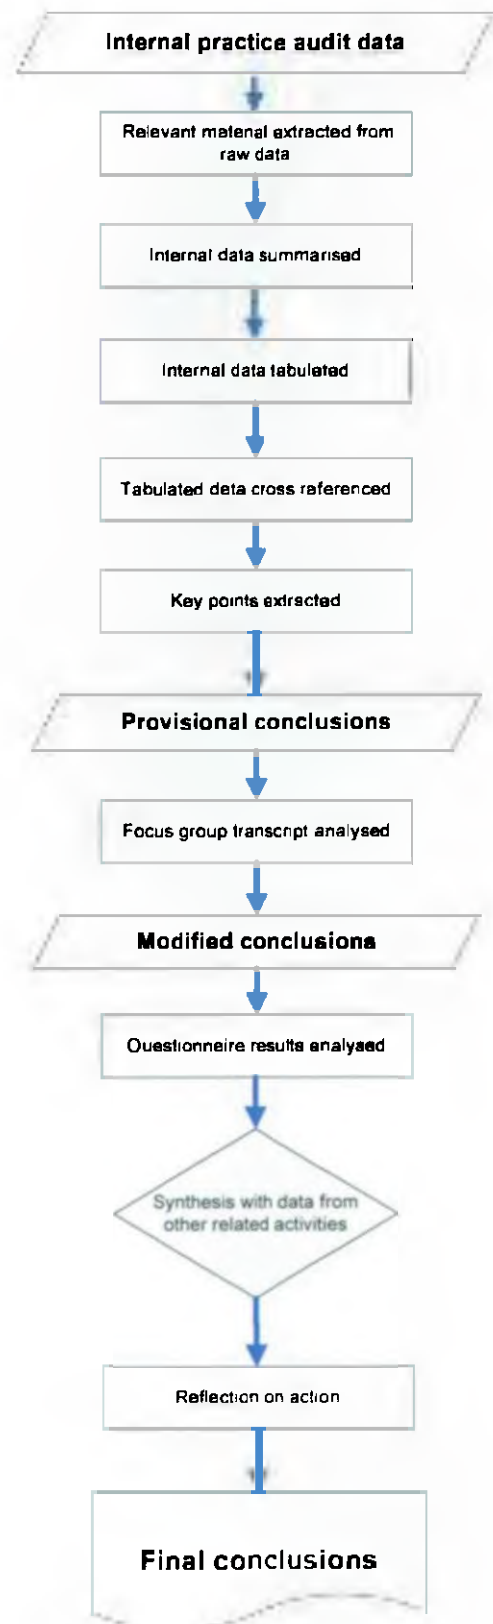 Internal practice audit data
Relevant material extracted from
raw data
Internal data summarised
Internal data tabulated
Tabulated data cross referenced
Key points extracted
Provisional conclusions
Focus group transcript analysed
Modified conclusions
Questionneire results analysed
Synthesis with data from
other related activities
Reflection on action
Final conclusions